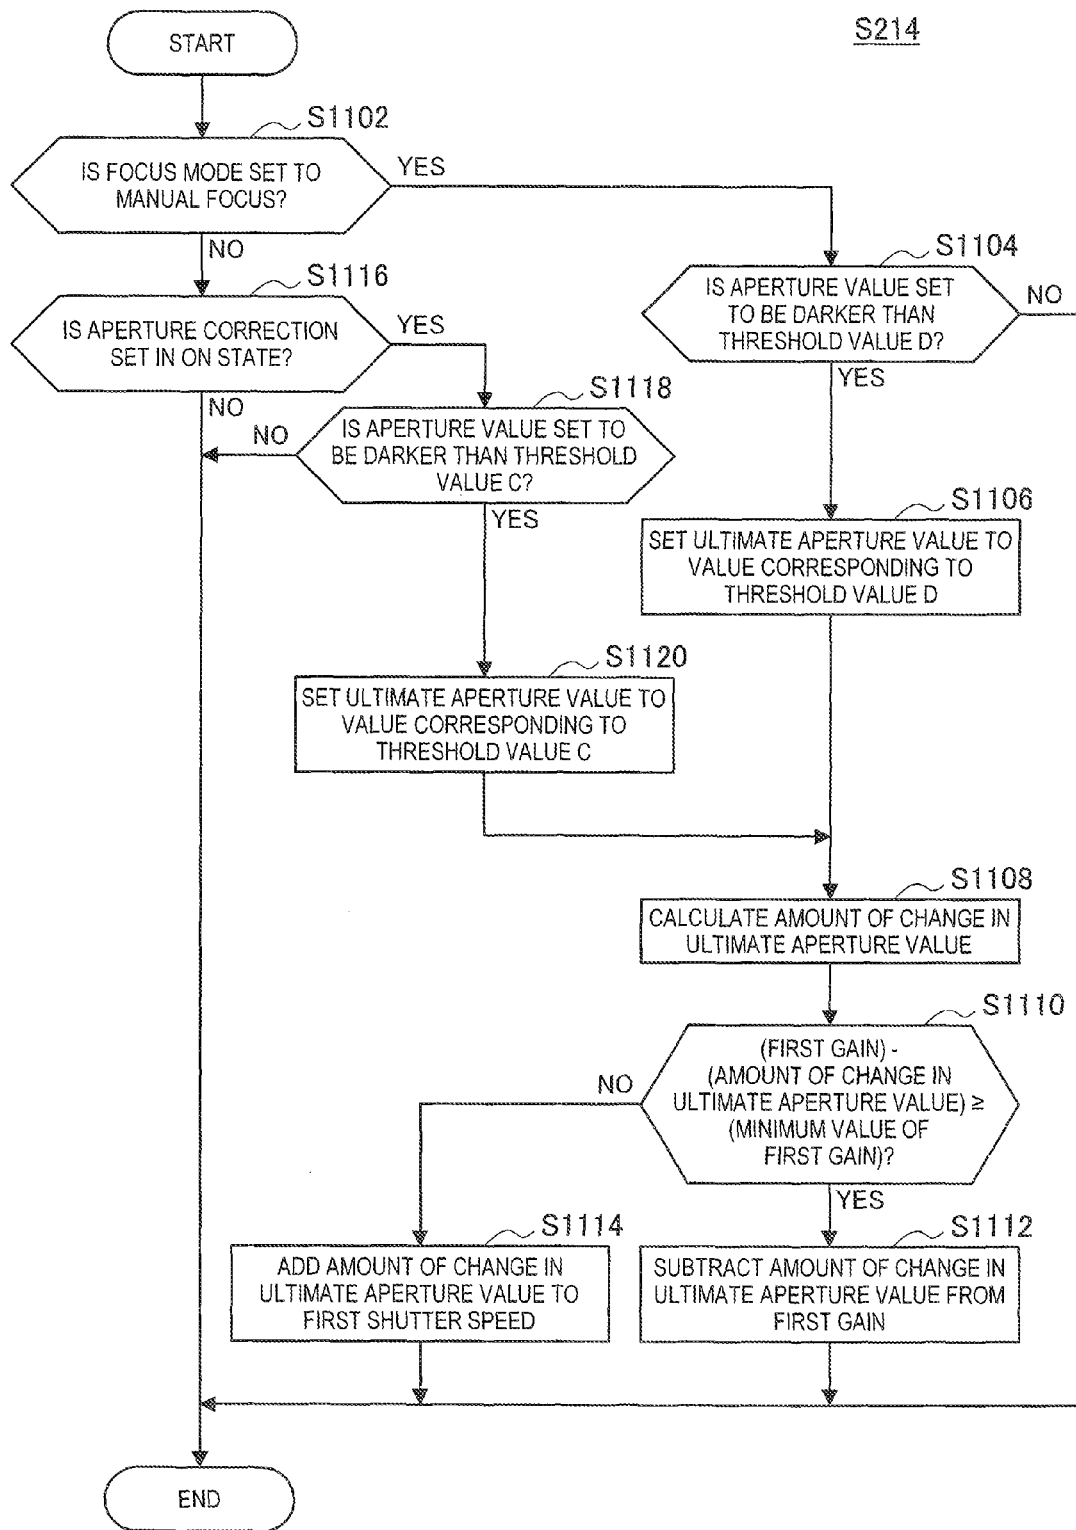 S214
START
S1102
IS FOCUS MODE SET TO
MANUAL FOCUS?
YES
NO
S1104
IS APERTURE VALUE SET
TO BE DARKER THAN
THRESHOLD VALUE D?
NO
YES
S1116
IS APERTURE CORRECTION
SET IN ON STATE?
YES
NO
S1118
IS APERTURE VALUE SET TO
BE DARKER THAN THRESHOLD
VALUE C?
NO
YES
S1106
SET ULTIMATE APERTURE VALUE TO
VALUE CORRESPONDING TO
THRESHOLD VALUE D
S1120
SET ULTIMATE APERTURE VALUE TO
VALUE CORRESPONDING TO
THRESHOLD VALUE C
S1108
CALCULATE AMOUNT OF CHANGE IN
ULTIMATE APERTURE VALUE
S1110
(FIRST GAIN) -
(AMOUNT OF CHANGE IN
ULTIMATE APERTURE VALUE) ≥
(MINIMUM VALUE OF
FIRST GAIN)?
NO
YES
S1114
ADD AMOUNT OF CHANGE IN
ULTIMATE APERTURE VALUE TO
FIRST SHUTTER SPEED
S1112
SUBTRACT AMOUNT OF CHANGE IN
ULTIMATE APERTURE VALUE FROM
FIRST GAIN
END